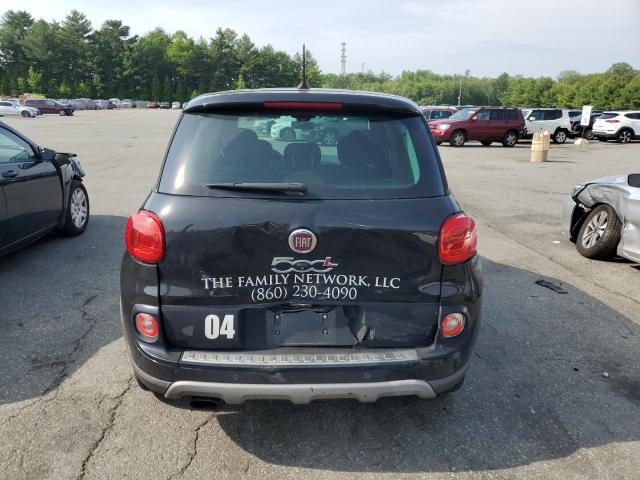 FIAT
500L
THE FAMILY NETWORK, LLC
(860) 230-4090
04